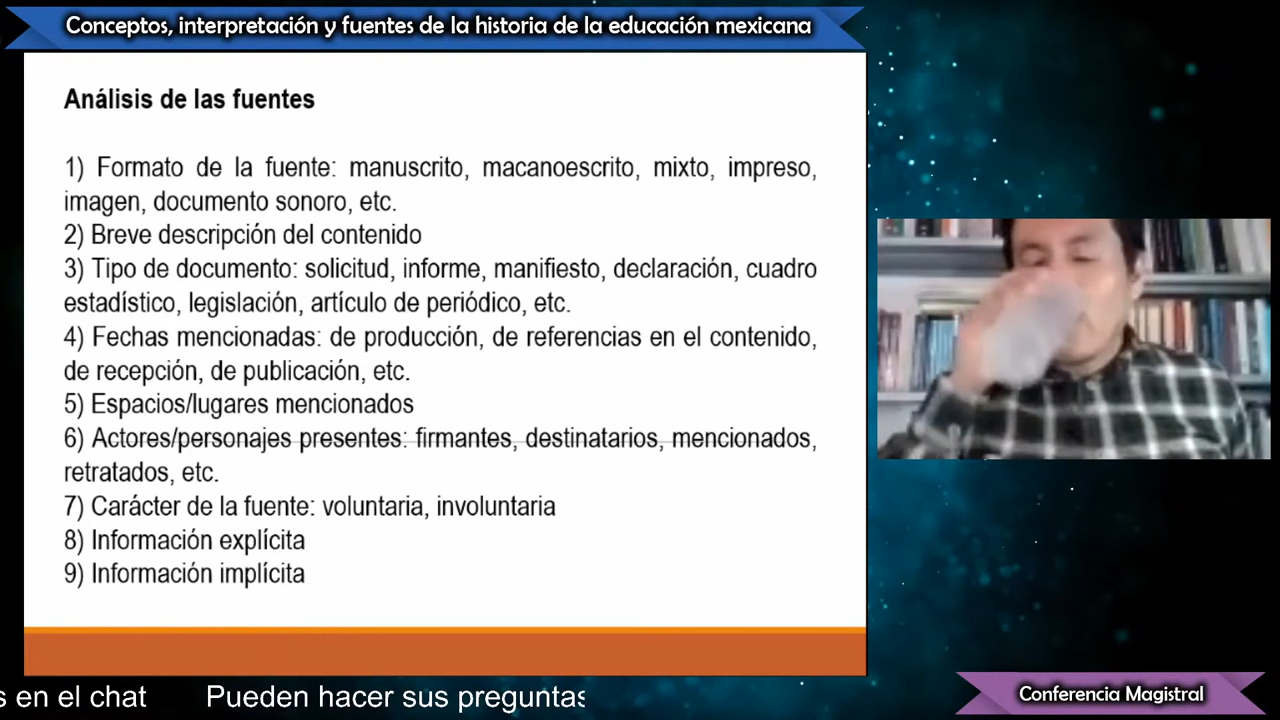 Conceptos, interpretación y fuentes de la historia de la educación mexicana
Análisis de las fuentes
1) Formato de la fuente: manuscrito, macanoescrito, mixto, impreso,
imagen, documento sonoro, etc.
2) Breve descripción del contenido
3) Tipo de documento: solicitud, informe, manifiesto, declaración, cuadro
estadístico, legislación, artículo de periódico, etc.
4) Fechas mencionadas: de producción, de referencias en el contenido,
de recepción, de publicación, etc.
5) Espacios/lugares mencionados
6) Actores/personajes presentes: firmantes, destinatarios, mencionados,
retratados, etc.
7) Carácter de la fuente: voluntaria, involuntaria
8) Información explícita
9) Información implícita
s en el chat Pueden hacer sus preguntas
Conferencia Magistral